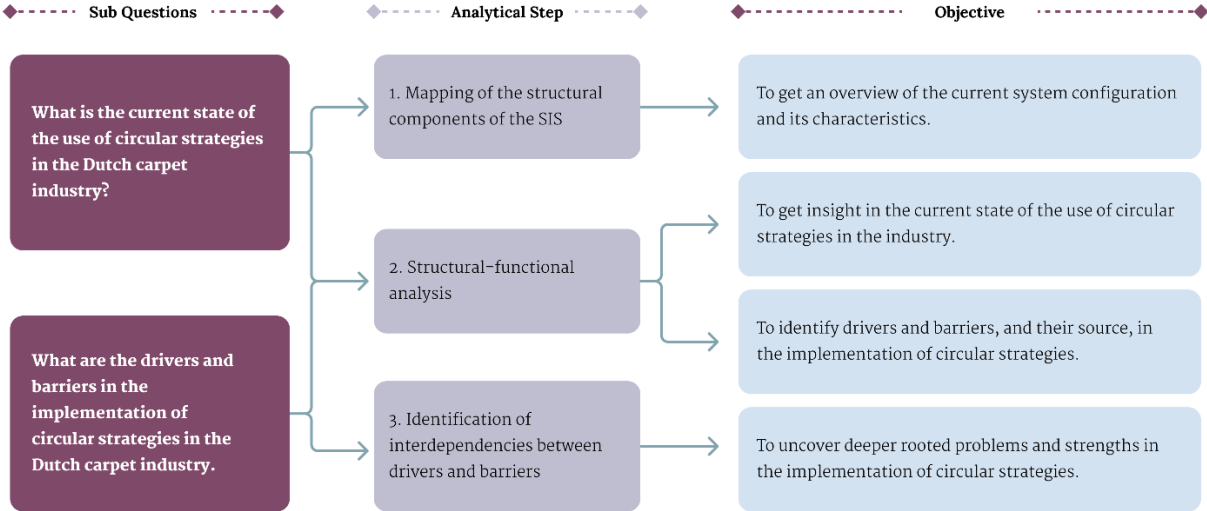 Sub Questions
Analytical Step
Objective
What is the current state of
the use of circular strategies
in the Dutch carpet
industry?
What are the drivers and
barriers in the
implementation of
circular strategies in the
Dutch carpet industry.
1. Mapping of the structural
components of the SIS
2. Structural-functional
analysis
3. Identification of
interdependencies between
drivers and barriers
To get an overview of the current system configuration
and its characteristics.
To get insight in the current state of the use of circular
strategies in the industry.
To identify drivers and barriers, and their source, in
the implementation of circular strategies.
To uncover deeper rooted problems and strengths in
the implementation of circular strategies.